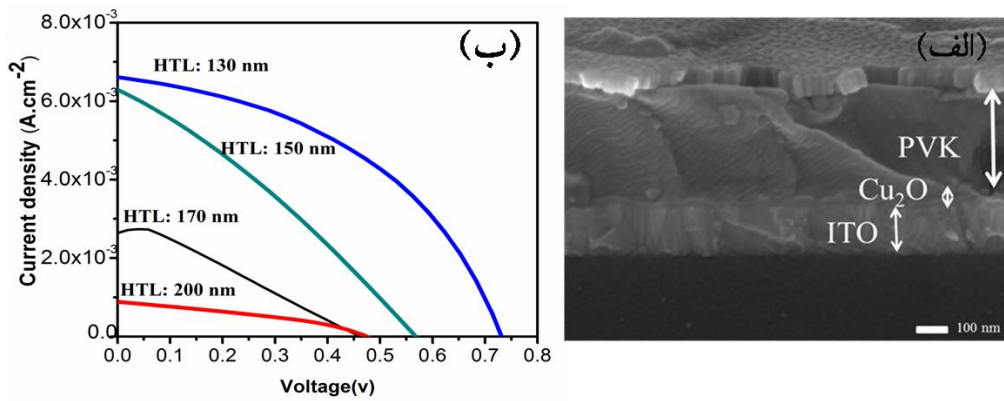 (ب)
8.0x10⁻³
6.0x10⁻³
4.0x10⁻³
2.0x10⁻³
0.0
Current density (A.cm⁻²)
HTL: 130 nm
HTL: 150 nm
HTL: 170 nm
HTL: 200 nm
0.0 0.1 0.2 0.3 0.4 0.5 0.6 0.7 0.8
Voltage(v)
(الف)
PVK
Cu₂O
ITO
100 nm